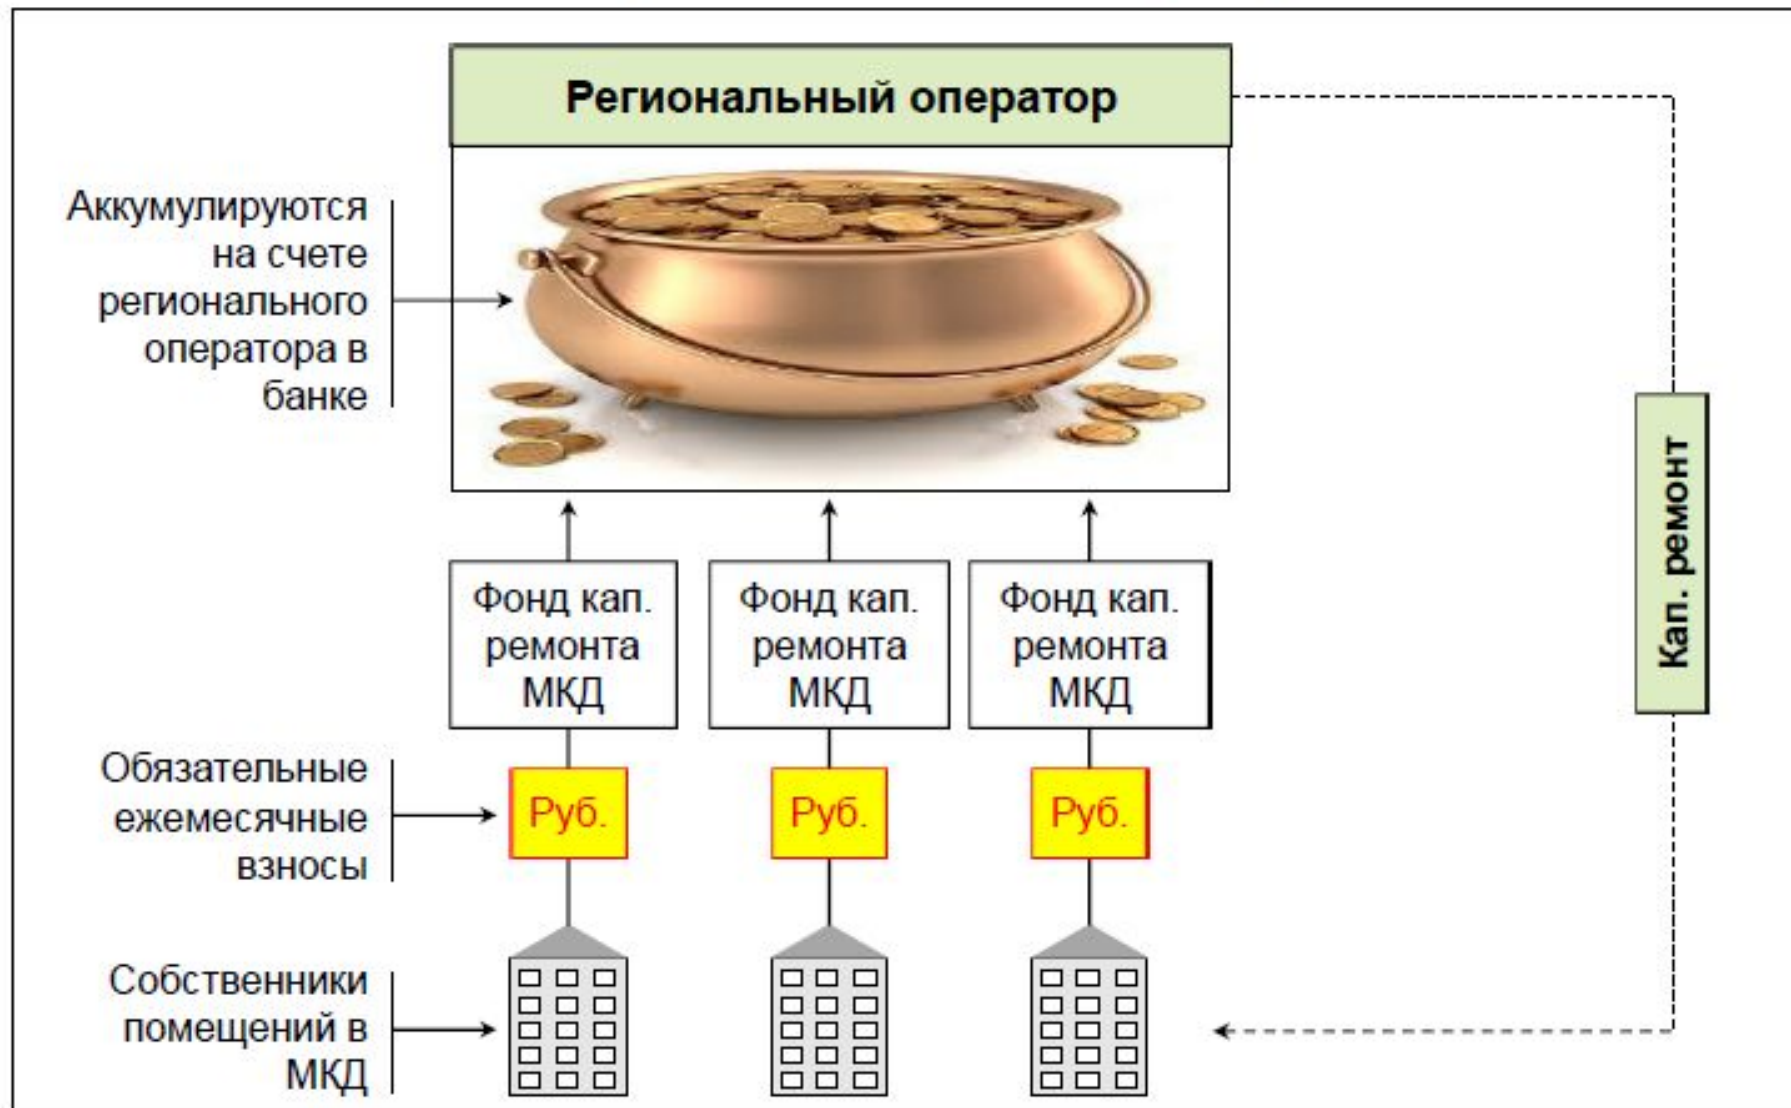 Региональный оператор
Аккумулируются
на счете
регионального
оператора в
банке
Кап. ремонт
Фонд кап.
ремонта
МКД
Фонд кап.
ремонта
МКД
Фонд кап.
ремонта
МКД
Обязательные
ежемесячные
взносы
Руб.
Руб.
Руб.
Собственники
помещений в
МКД